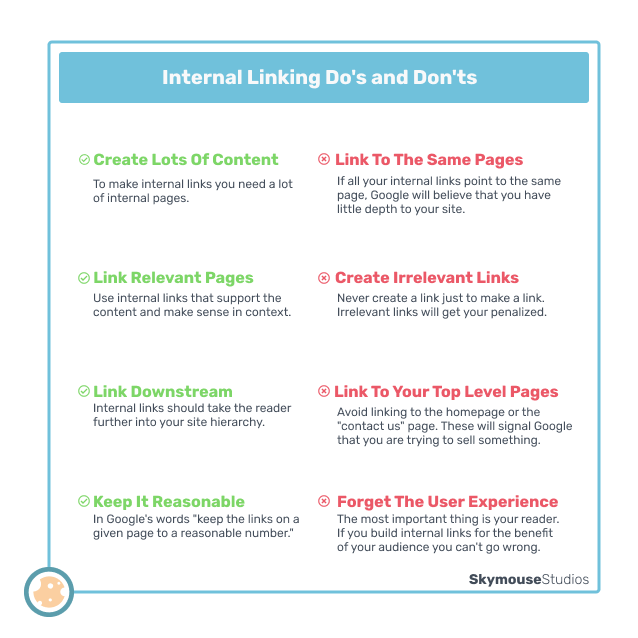 Internal Linking Do's and Don'ts
Create Lots Of Content
To make internal links you need a lot
of internal pages.
Link To The Same Pages
If all your internal links point to the same
page, Google will believe that you have
little depth to your site.
Link Relevant Pages
Use internal links that support the
content and make sense in context.
Create Irrelevant Links
Never create a link just to make a link.
Irrelevant links will get your penalized.
Link Downstream
Internal links should take the reader
further into your site hierarchy.
Link To Your Top Level Pages
Avoid linking to the homepage or the
"contact us" page. These will signal Google
that you are trying to sell something.
Keep It Reasonable
In Google's words "keep the links on a
given page to a reasonable number."
Forget The User Experience
The most important thing is your reader.
If you build internal links for the benefit
of your audience you can't go wrong.
SkymouseStudios